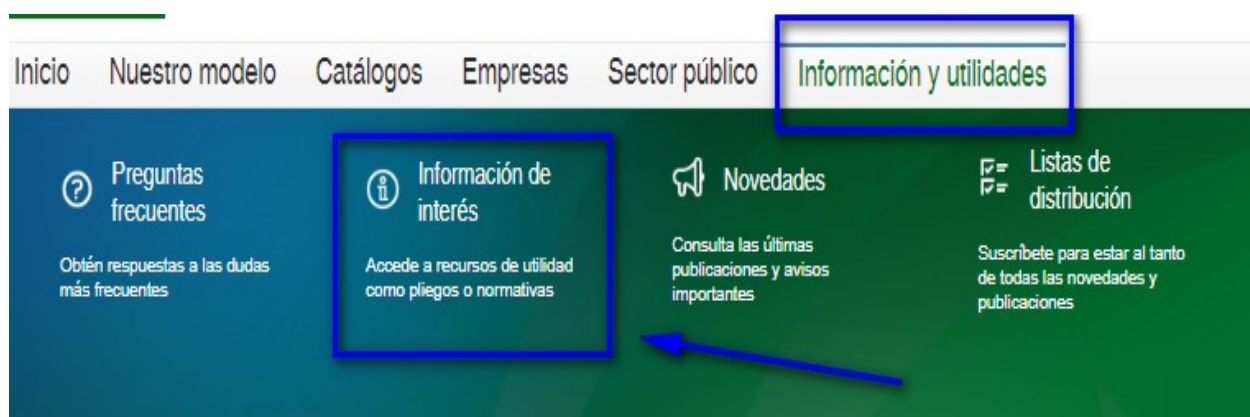 Inicio Nuestro modelo Catálogos Empresas Sector público Información y utilidades
Preguntas
frecuentes
Obtén respuestas a las dudas
más frecuentes
Información de
interés
Accede a recursos de utilidad
como pliegos o normativas
Novedades
Consulta las últimas
publicaciones y avisos
importantes
Listas de
distribución
Suscríbete para estar al tanto
de todas las novedades y
publicaciones